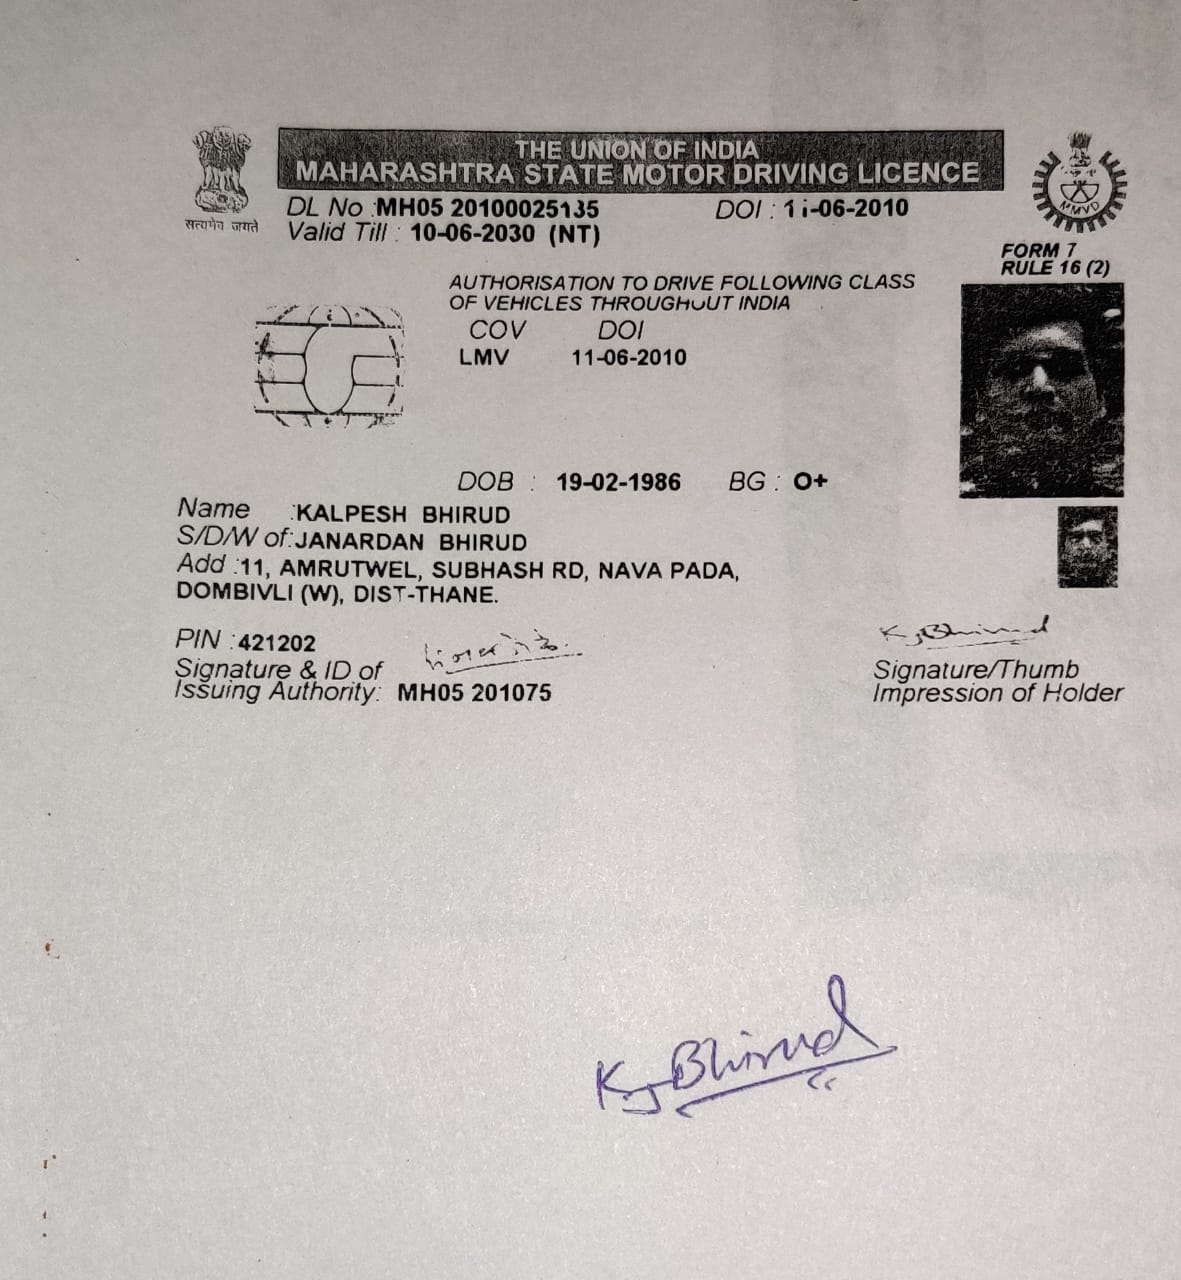 THE UNION OF INDIA
MAHARASHTRA STATE MOTOR DRIVING LICENCE
सत्यमेव जयते
DL No :MH05 20100025135 DOI : 11-06-2010
Valid Till : 10-06-2030 (NT)
MMVD
FORM 7
RULE 16 (2)
AUTHORISATION TO DRIVE FOLLOWING CLASS
OF VEHICLES THROUGHOUT INDIA
COV DOI
LMV 11-06-2010
DOB : 19-02-1986 BG : O+
Name :KALPESH BHIRUD
S/D/W of:JANARDAN BHIRUD
Add :11, AMRUTWEL, SUBHASH RD, NAVA PADA,
DOMBIVLI (W), DIST-THANE.
PIN :421202
Signature & ID of
Issuing Authority: MH05 201075
KJBhirud
Signature/Thumb
Impression of Holder
KJBhirud